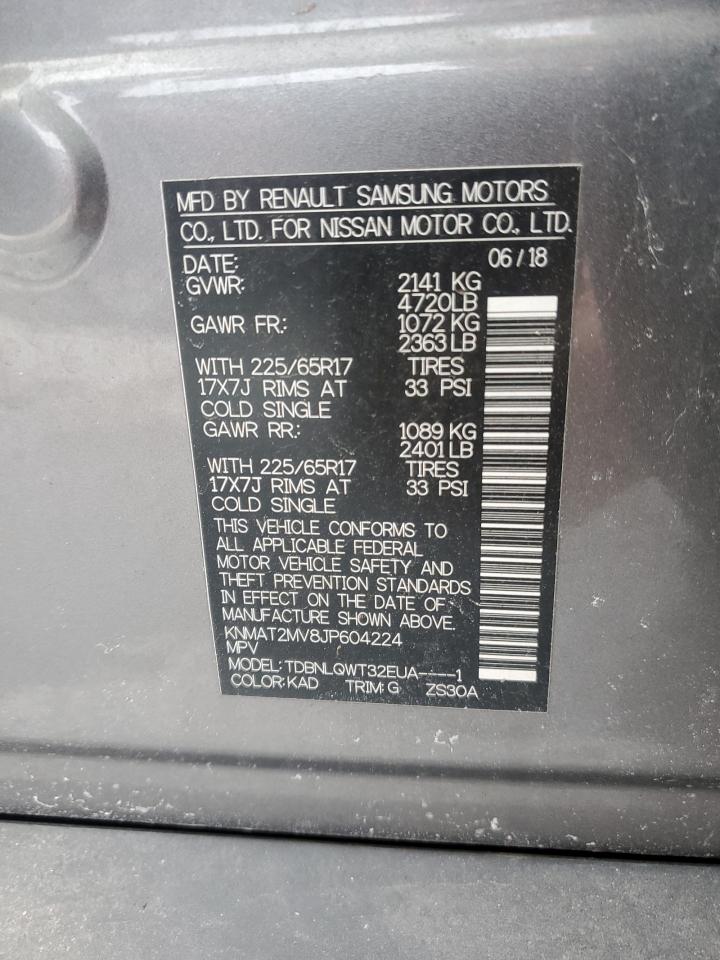 MFD BY RENAULT SAMSUNG MOTORS
CO., LTD. FOR NISSAN MOTOR CO., LTD.
DATE: 06/18
GVWR: 2141 KG
4720LB
GAWR FR.: 1072 KG
2363LB
WITH 225/65R17 TIRES
17X7J RIMS AT 33 PSI
COLD SINGLE
GAWR RR.: 1089 KG
2401LB
WITH 225/65R17 TIRES
17X7J RIMS AT 33 PSI
COLD SINGLE
THIS VEHICLE CONFORMS TO
ALL APPLICABLE FEDERAL
MOTOR VEHICLE SAFETY AND
THEFT PREVENTION STANDARDS
IN EFFECT ON THE DATE OF
MANUFACTURE SHOWN ABOVE.
KNMAT2MV8JP604224
MPV
MODEL: TDBNLQWT32EUA----1
COLOR:KAD TRIM:G ZS30A